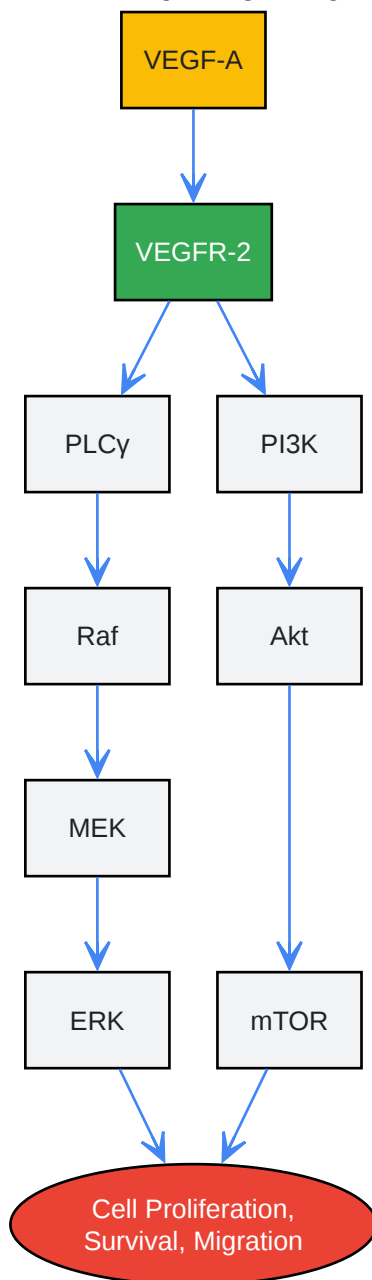 VEGF-A
VEGFR-2
PLCγ
PI3K
Raf
Akt
MEK
ERK
mTOR
Cell Proliferation,
Survival, Migration